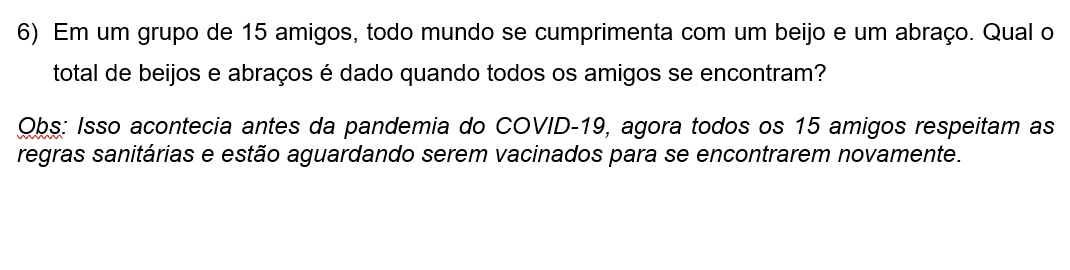 6) Em um grupo de 15 amigos, todo mundo se cumprimenta com um beijo e um abraço. Qual o
total de beijos e abraços é dado quando todos os amigos se encontram?
Obs: Isso acontecia antes da pandemia do COVID-19, agora todos os 15 amigos respeitam as
regras sanitárias e estão aguardando serem vacinados para se encontrarem novamente.